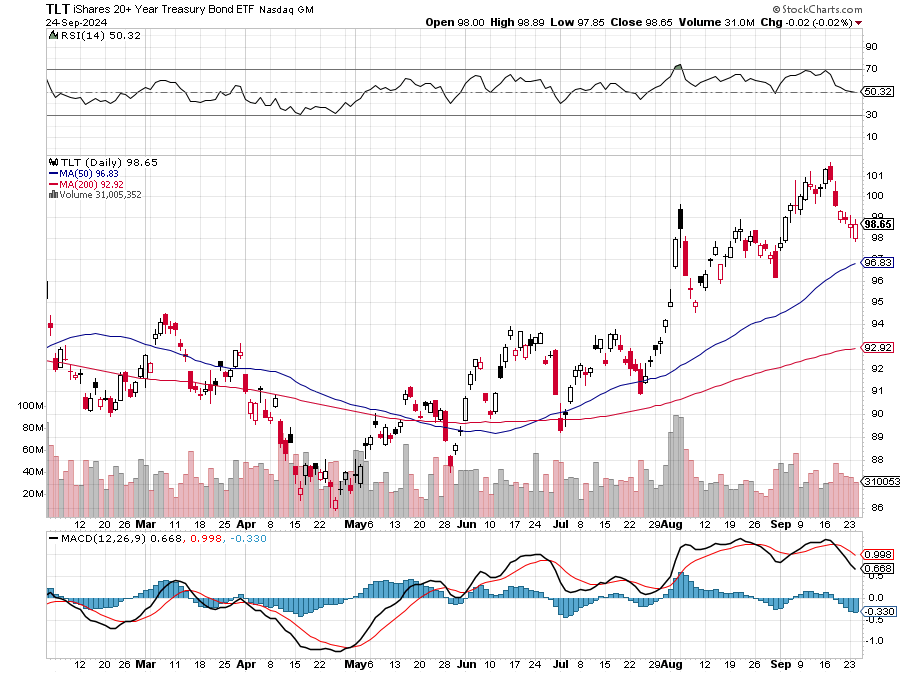 TLT iShares 20+ Year Treasury Bond ETF Nasdaq GM
© StockCharts.com
24-Sep-2024
Open 98.00 High 98.89 Low 97.85 Close 98.65 Volume 31.0M Chg -0.02 (-0.02%)
RSI(14) 50.32
90
70
50.32
30
10
TLT (Daily) 98.65
MA(50) 96.83
MA(200) 92.92
Volume 31,005,352
101
100
99
98.65
98
97
96.83
96
95
94
92.92
92
91
90
89
88
310053
86
100M
80M
60M
40M
20M
12 20 26 Mar 11 18 25 Apr 8 15 22 May 6 13 20 28 Jun 10 17 24 Jul 8 15 22 29 Aug 12 19 26 Sep 9 16 23
MACD(12,26,9) 0.668, 0.998, -0.330
0.998
0.668
0.5
0.0
-0.330
-0.5
-1.0
12 20 26 Mar 11 18 25 Apr 8 15 22 May 6 13 20 28 Jun 10 17 24 Jul 8 15 22 29 Aug 12 19 26 Sep 9 16 23